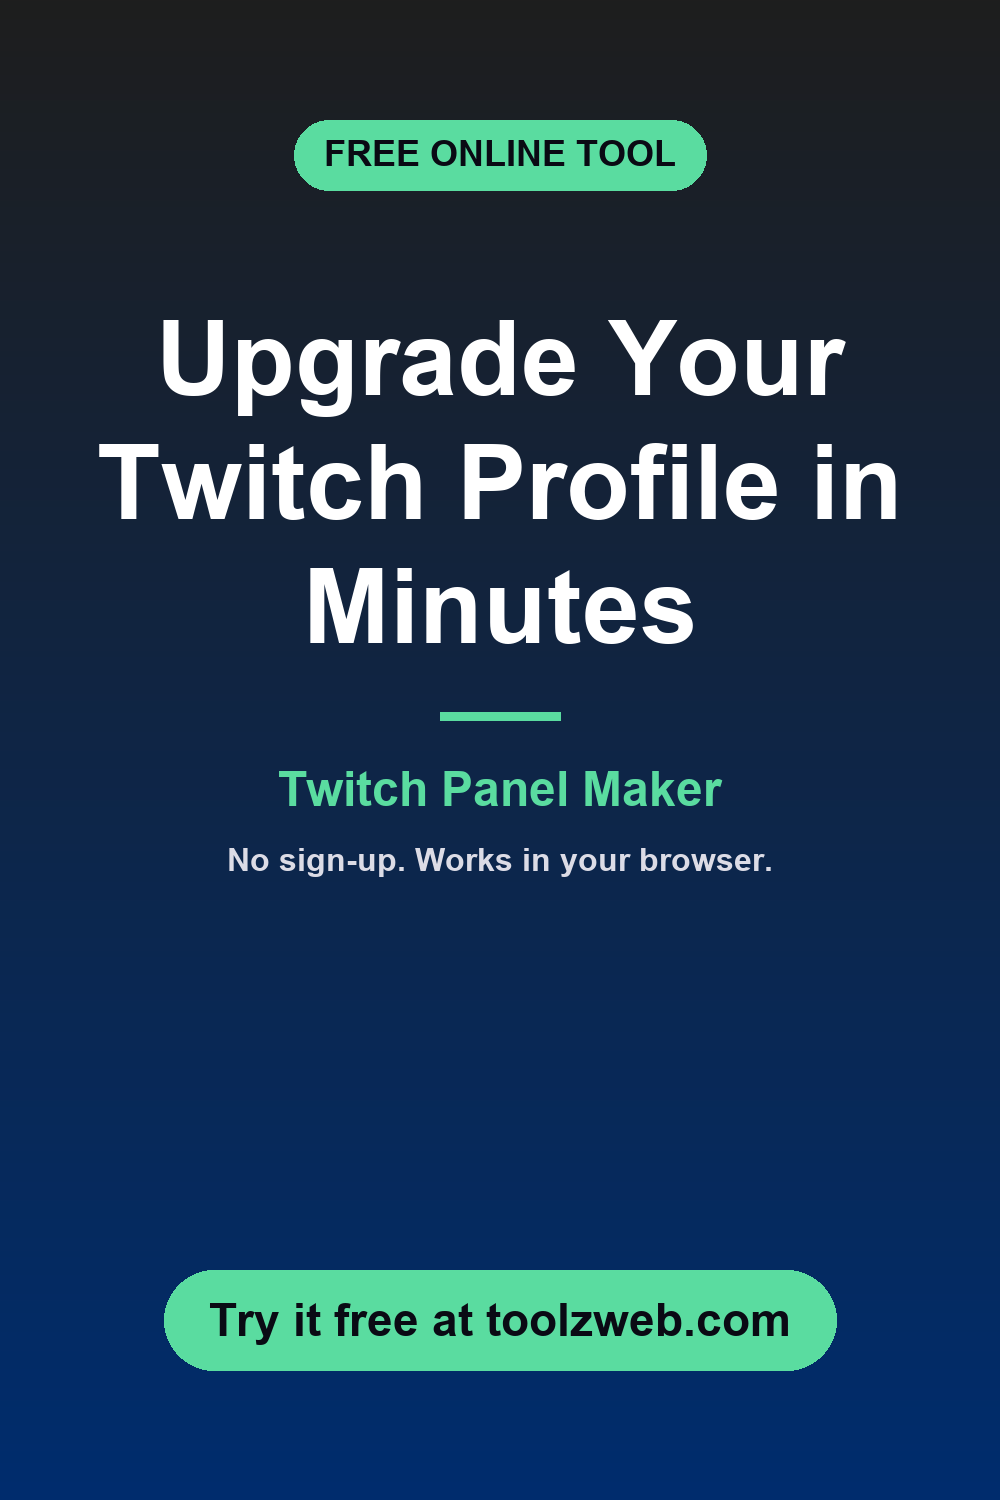 FREE ONLINE TOOL
Upgrade Your
Twitch Profile in
Minutes
Twitch Panel Maker
No sign-up. Works in your browser.
Try it free at toolzweb.com